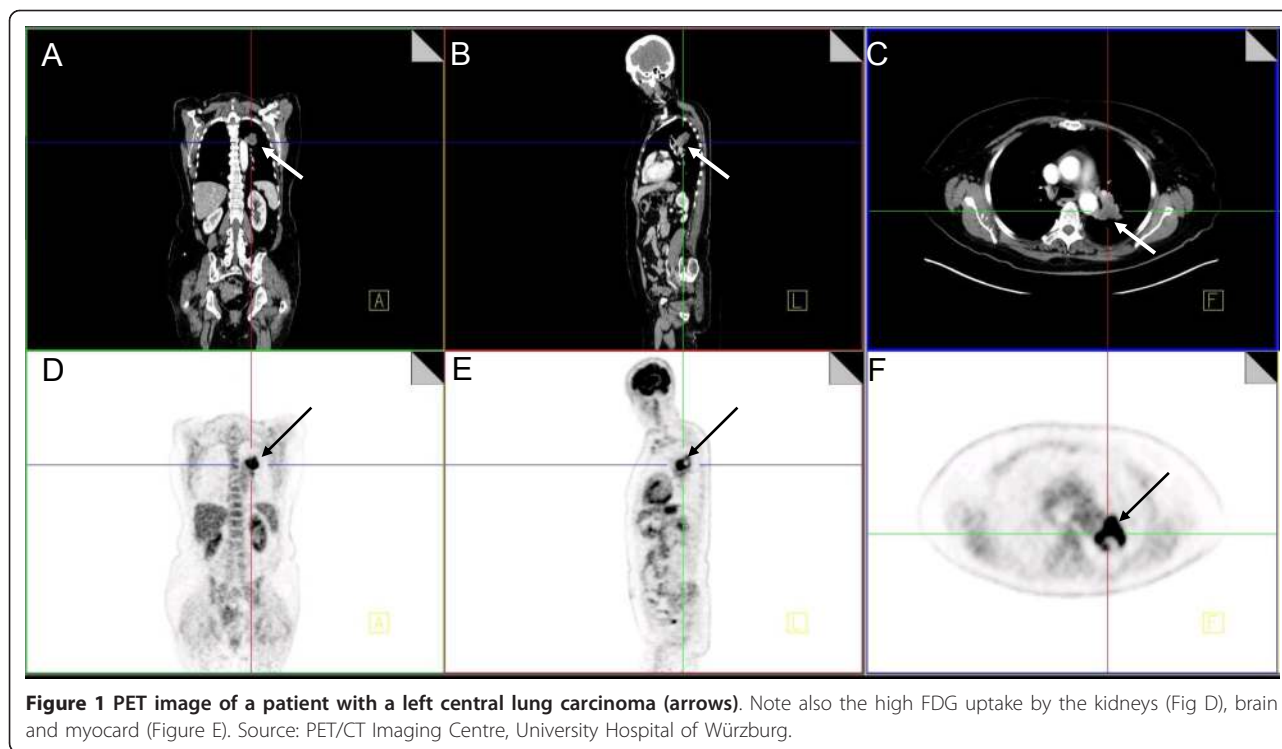 A
B
C
A
L
F
D
E
F
A
L
F
Figure 1 PET image of a patient with a left central lung carcinoma (arrows). Note also the high FDG uptake by the kidneys (Fig D), brain
and myocard (Figure E). Source: PET/CT Imaging Centre, University Hospital of Würzburg.